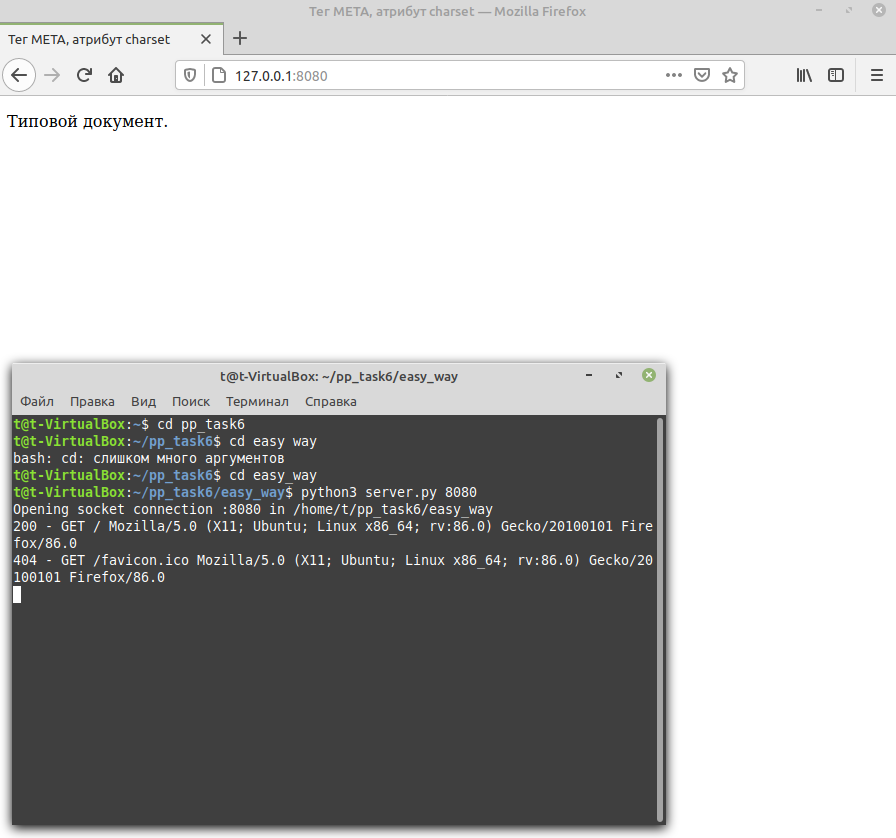 Тег META, атрибут charset — Mozilla Firefox
Тег META, атрибут charset
127.0.0.1:8080
Типовой документ.
t@t-VirtualBox: ~/pp_task6/easy_way
Файл Правка Вид Поиск Терминал Справка
t@t-VirtualBox:~$ cd pp_task6
t@t-VirtualBox:~/pp_task6$ cd easy way
bash: cd: слишком много аргументов
t@t-VirtualBox:~/pp_task6$ cd easy_way
t@t-VirtualBox:~/pp_task6/easy_way$ python3 server.py 8080
Opening socket connection :8080 in /home/t/pp_task6/easy_way
200 - GET / Mozilla/5.0 (X11; Ubuntu; Linux x86_64; rv:86.0) Gecko/20100101 Fire
fox/86.0
404 - GET /favicon.ico Mozilla/5.0 (X11; Ubuntu; Linux x86_64; rv:86.0) Gecko/20
100101 Firefox/86.0